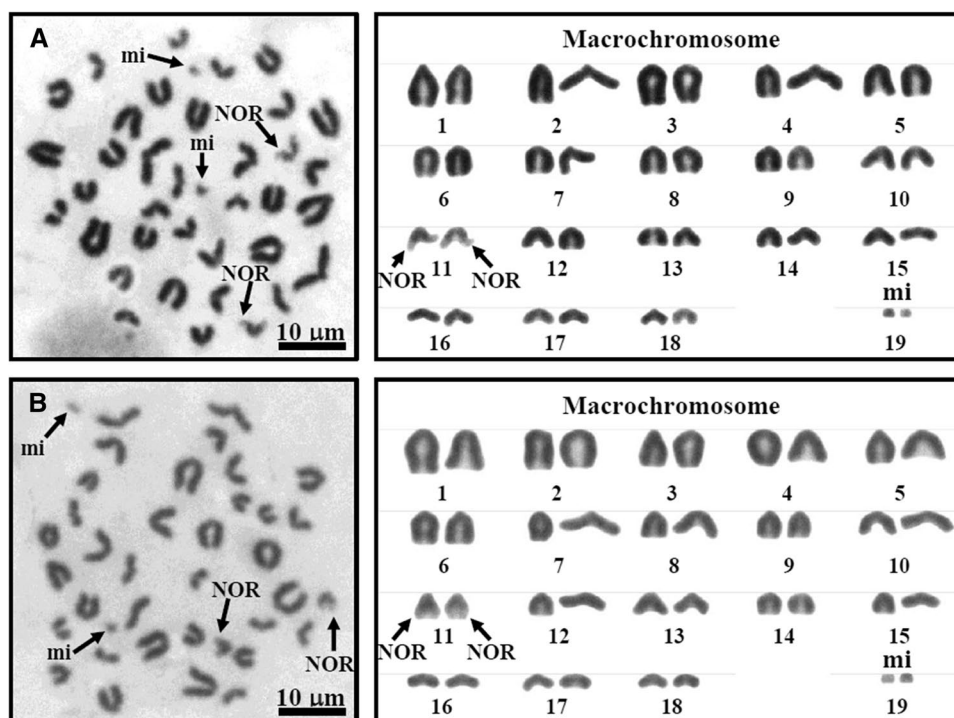 A
mi
NOR
mi
NOR
10 μm
Macrochromosome
1 2 3 4 5
6 7 8 9 10
NOR NOR
11 12 13 14 15
mi
16 17 18 19
B
mi
NOR
mi
NOR
10 μm
Macrochromosome
1 2 3 4 5
6 7 8 9 10
11 12 13 14 15
NOR NOR
mi
16 17 18 19